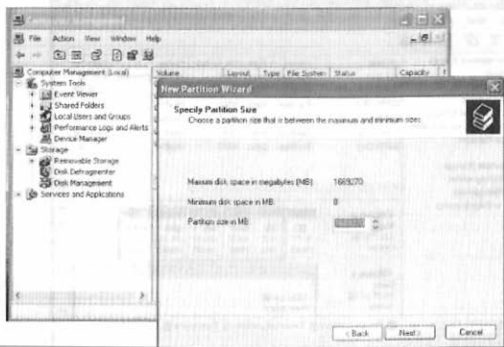 Computer Management
File Action View Window Help
Computer Management (Local)
System Tools
Event Viewer
Shared Folders
Local Users and Groups
Performance Logs and Alerts
Device Manager
Storage
Removable Storage
Disk Defragmenter
Disk Management
Services and Applications
Volume Layout Type File System Status Capacity
New Partition Wizard
Specify Partition Size
Choose a partition size that is between the maximum and minimum sizes.
Maximum disk space in megabytes (MB): 1669270
Minimum disk space in MB: 8
Partition size in MB:
< Back Next > Cancel